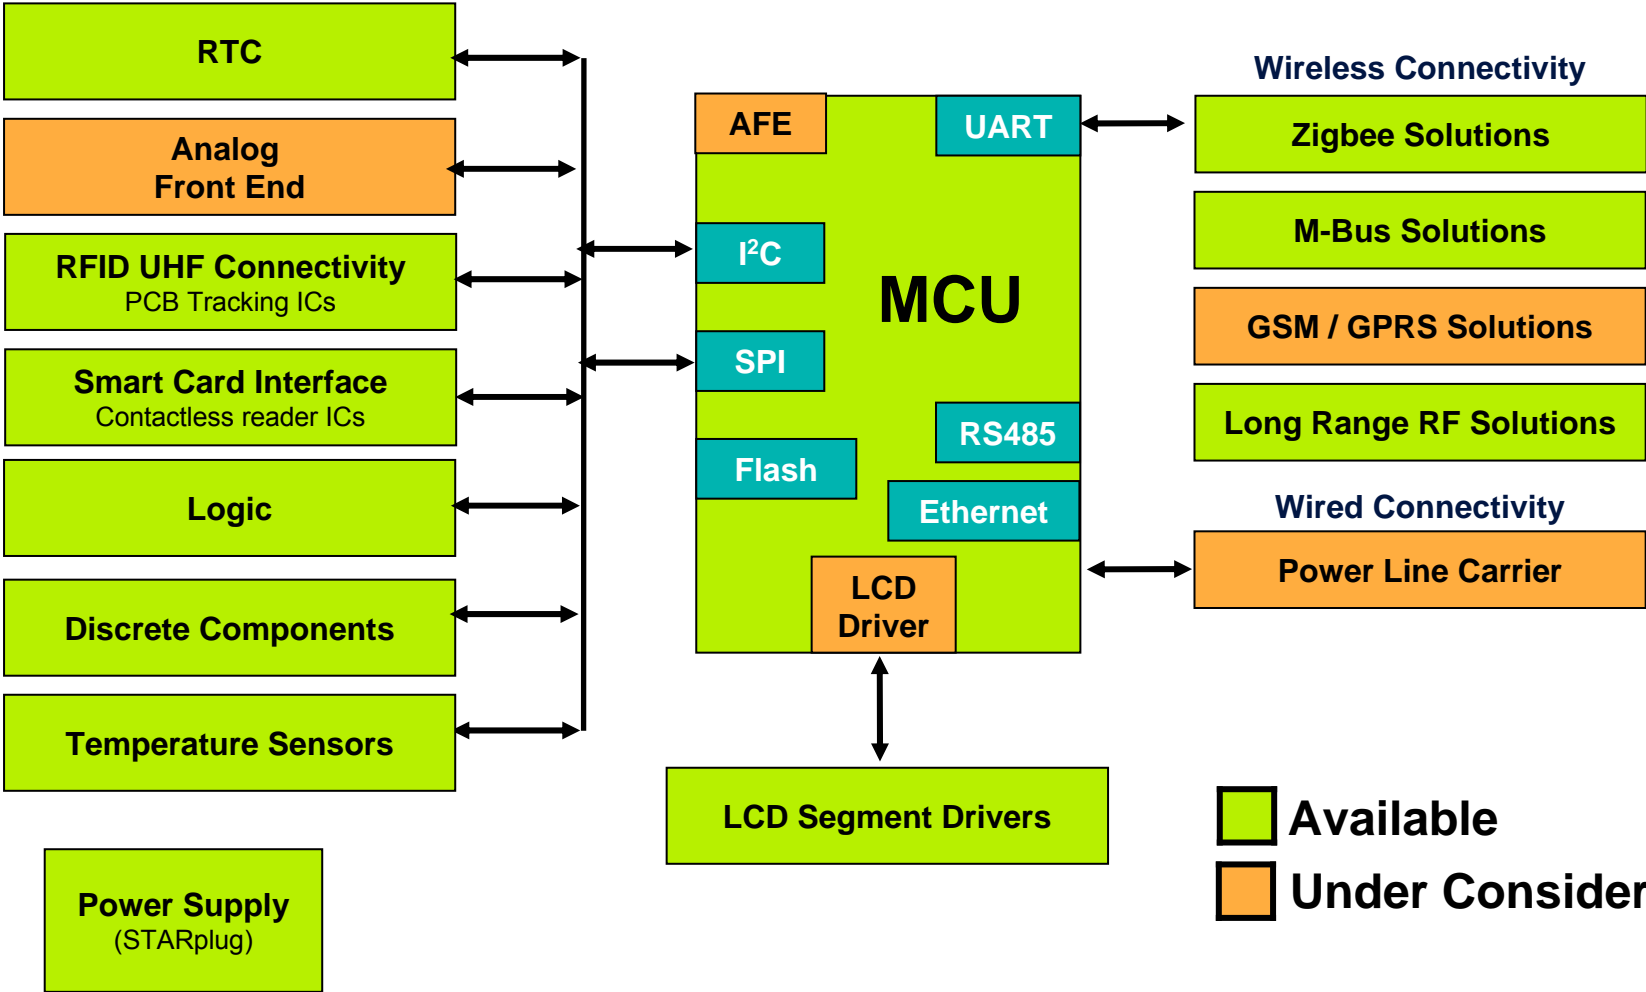 RTC
Analog
Front End
RFID UHF Connectivity
PCB Tracking ICs
Smart Card Interface
Contactless reader ICs
Logic
Discrete Components
Temperature Sensors
Power Supply
(STARplug)
AFE
UART
I²C
MCU
SPI
RS485
Flash
Ethernet
LCD
Driver
LCD Segment Drivers
Wireless Connectivity
Zigbee Solutions
M-Bus Solutions
GSM / GPRS Solutions
Long Range RF Solutions
Wired Connectivity
Power Line Carrier
Available
Under Consider